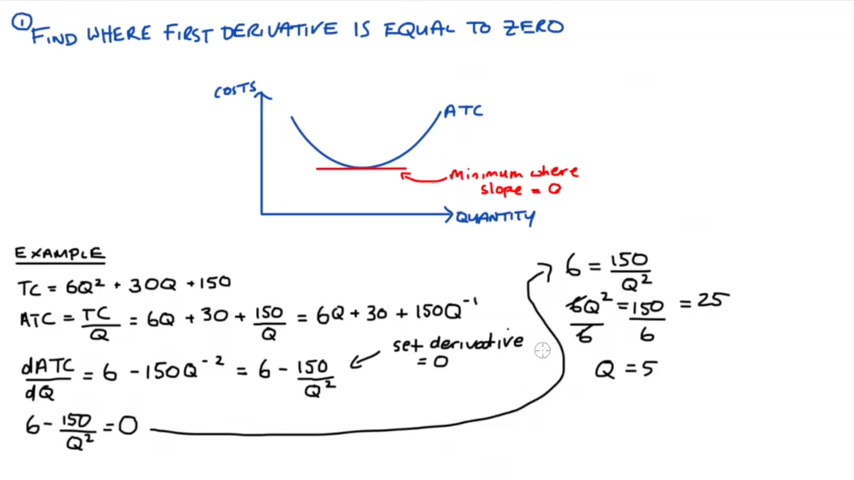 ① FIND WHERE FIRST DERIVATIVE IS EQUAL TO ZERO
COSTS
ATC
Minimum where
slope = 0
QUANTITY
EXAMPLE
TC = 6Q² + 30Q + 150
ATC = TC/Q = 6Q + 30 + 150/Q = 6Q + 30 + 150Q⁻¹
dATC/dQ = 6 - 150Q⁻² = 6 - 150/Q²
set derivative
= 0
6 - 150/Q² = 0
6 = 150/Q²
6Q²/6 = 150/6 = 25
Q = 5